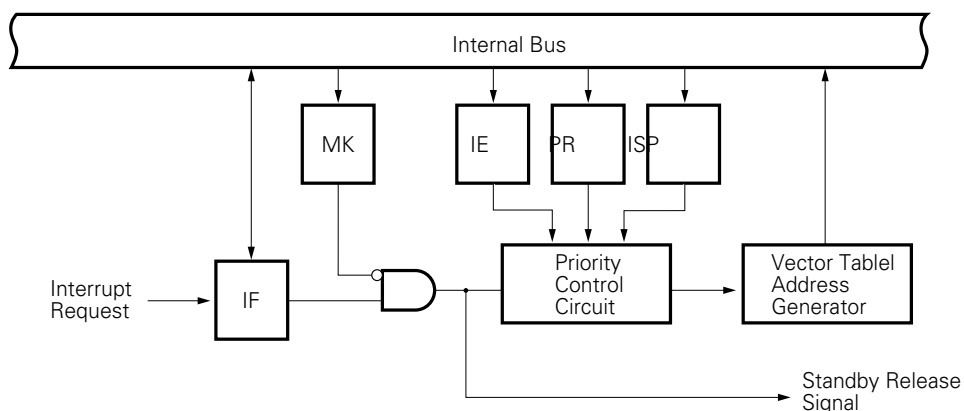 Internal Bus
MK
IE
PR
ISP
Interrupt
Request
IF
Priority
Control
Circuit
Vector Tablel
Address
Generator
Standby Release
Signal